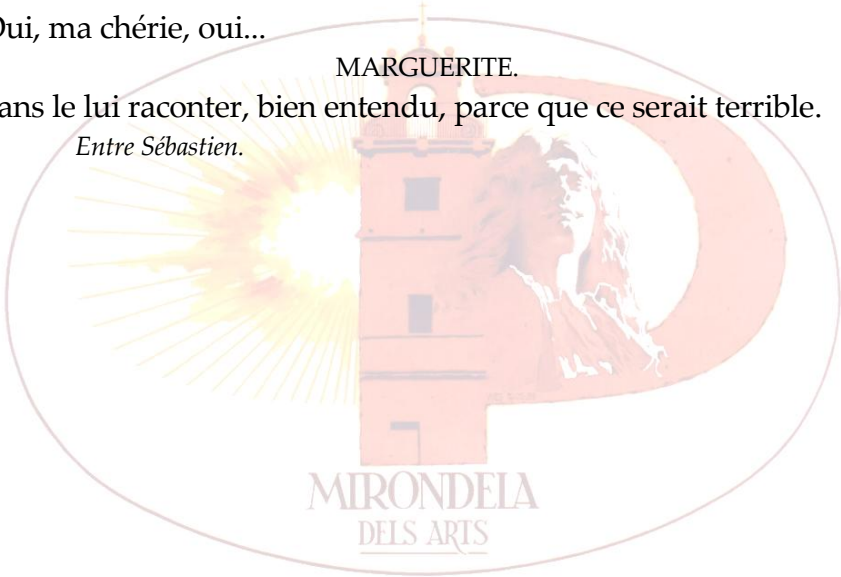 Oui, ma chérie, oui...
MARGUERITE.
ans le lui raconter, bien entendu, parce que ce serait terrible.
Entre Sébastien.
MIRONDELA
DELS ARTS